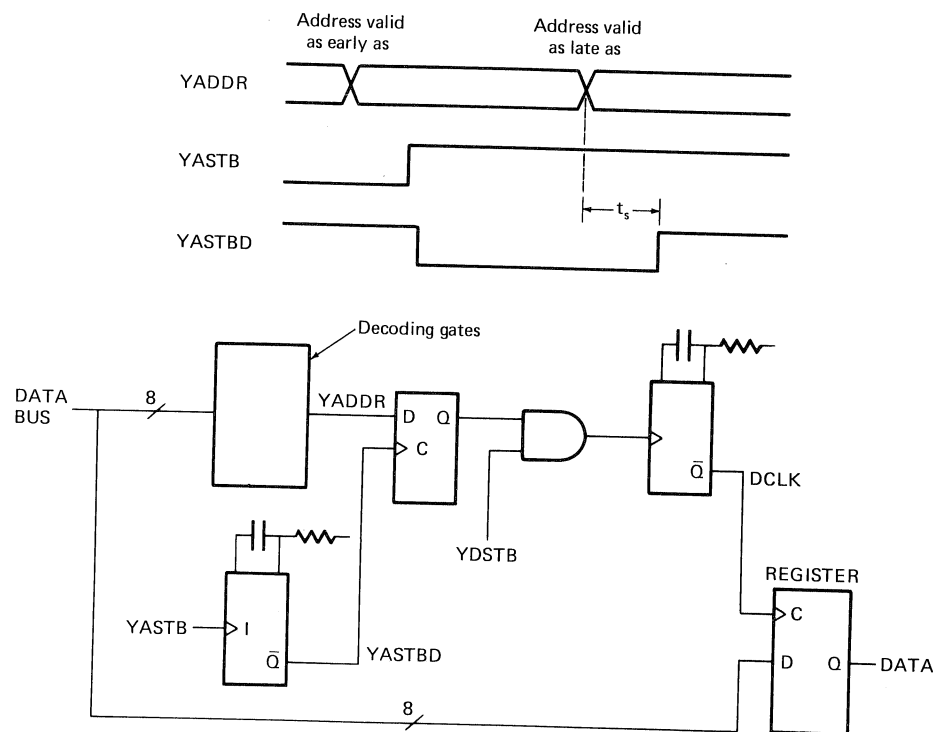 Address valid
as early as
Address valid
as late as
YADDR
YASTB
t_s
YASTBD
Decoding gates
DATA
BUS
8
YADDR
D Q
C
Q̄
DCLK
YDSTB
REGISTER
YASTB
I
Q̄
YASTBD
C
D Q
DATA
8